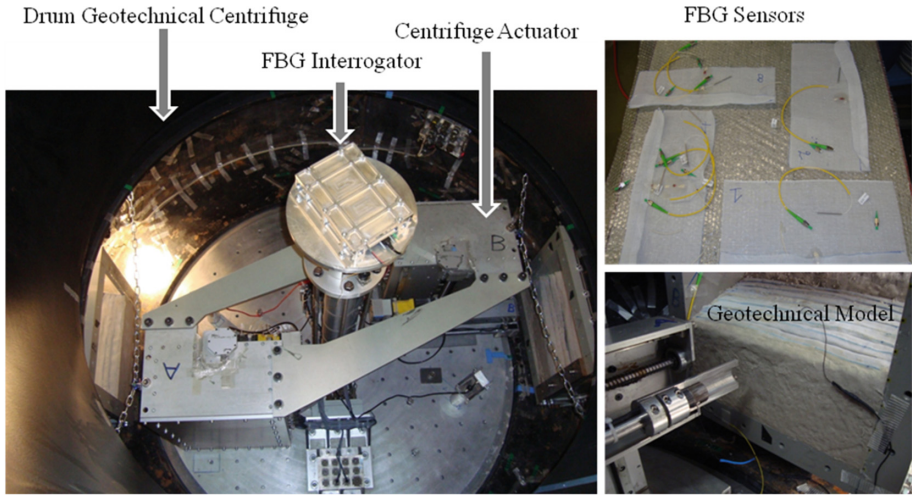 Drum Geotechnical Centrifuge
FBG Interrogator
Centrifuge Actuator
FBG Sensors
A
B
B
Geotechnical Model